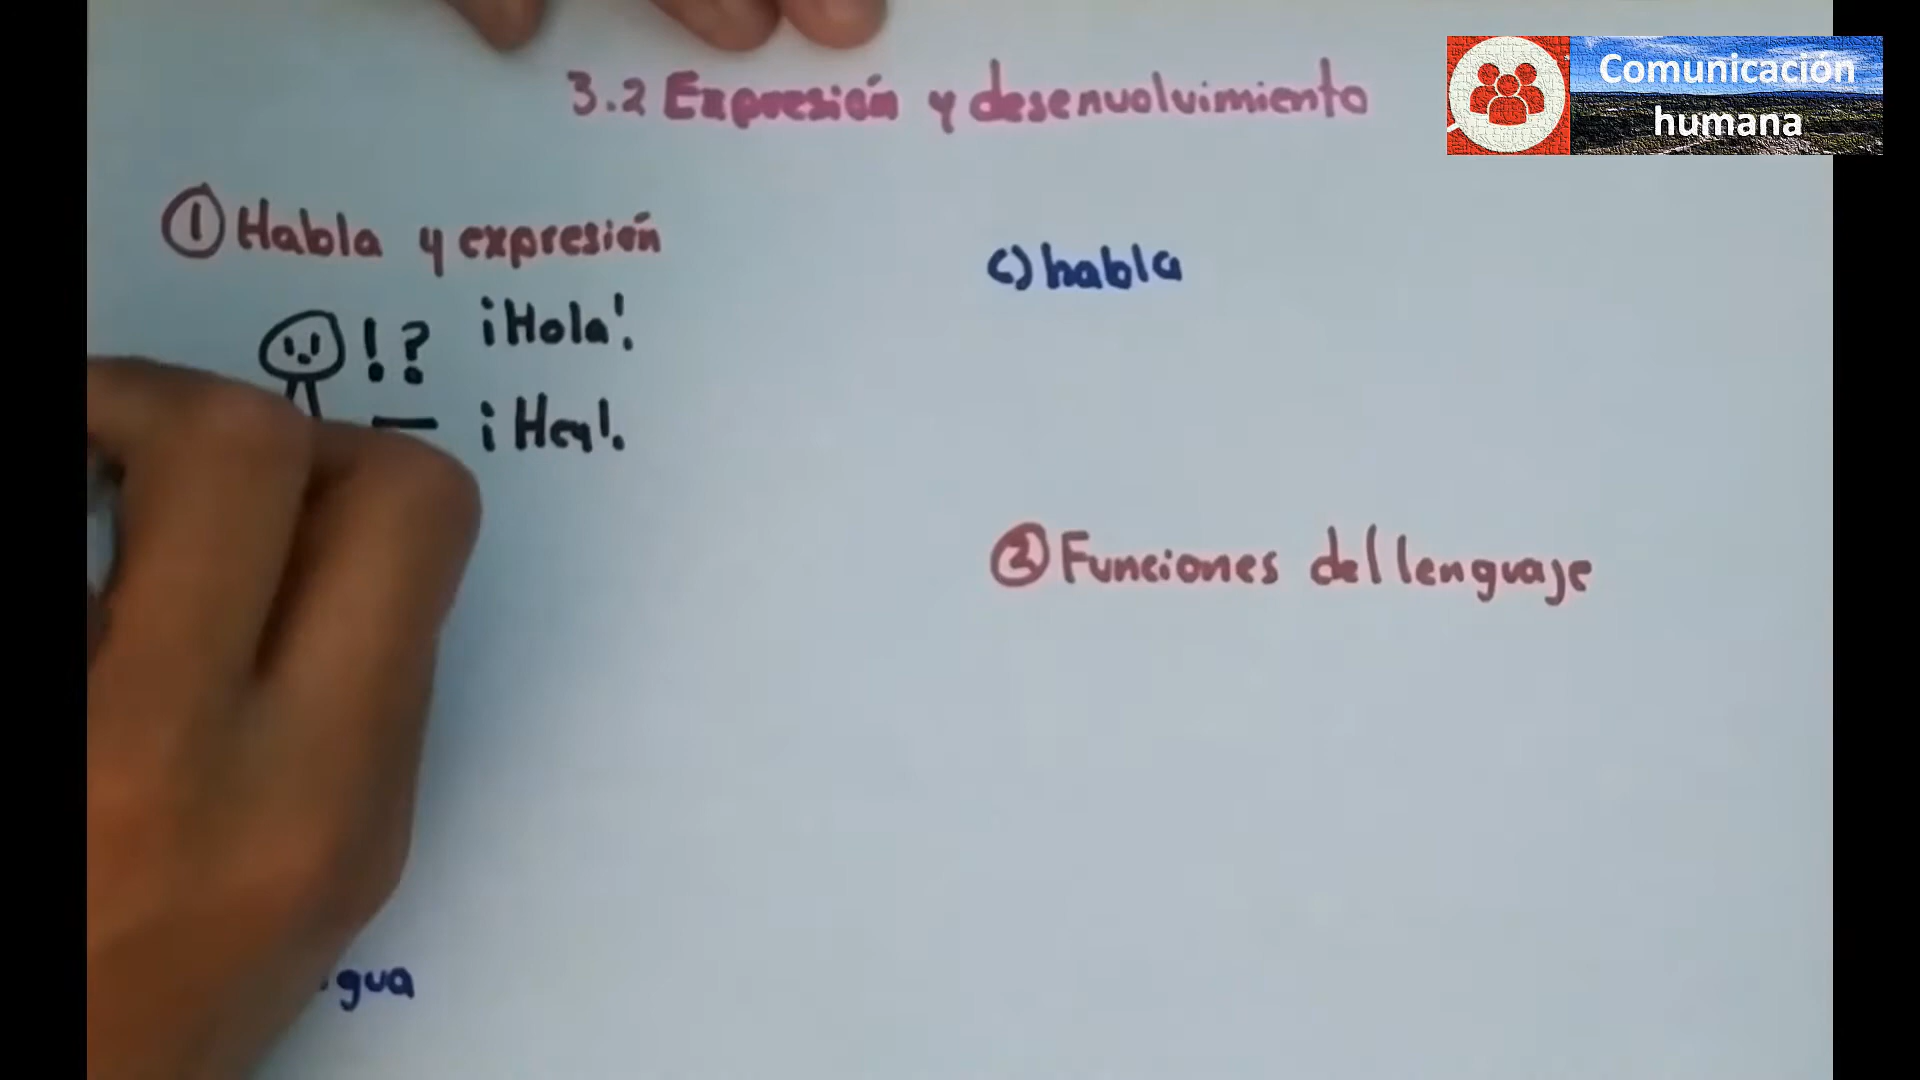 3.2 Expresión y desenvolvimiento
Comunicación
humana
① Habla y expresión
!? ¡Hola!
¡Hey!
gua
c) habla
② Funciones del lenguaje